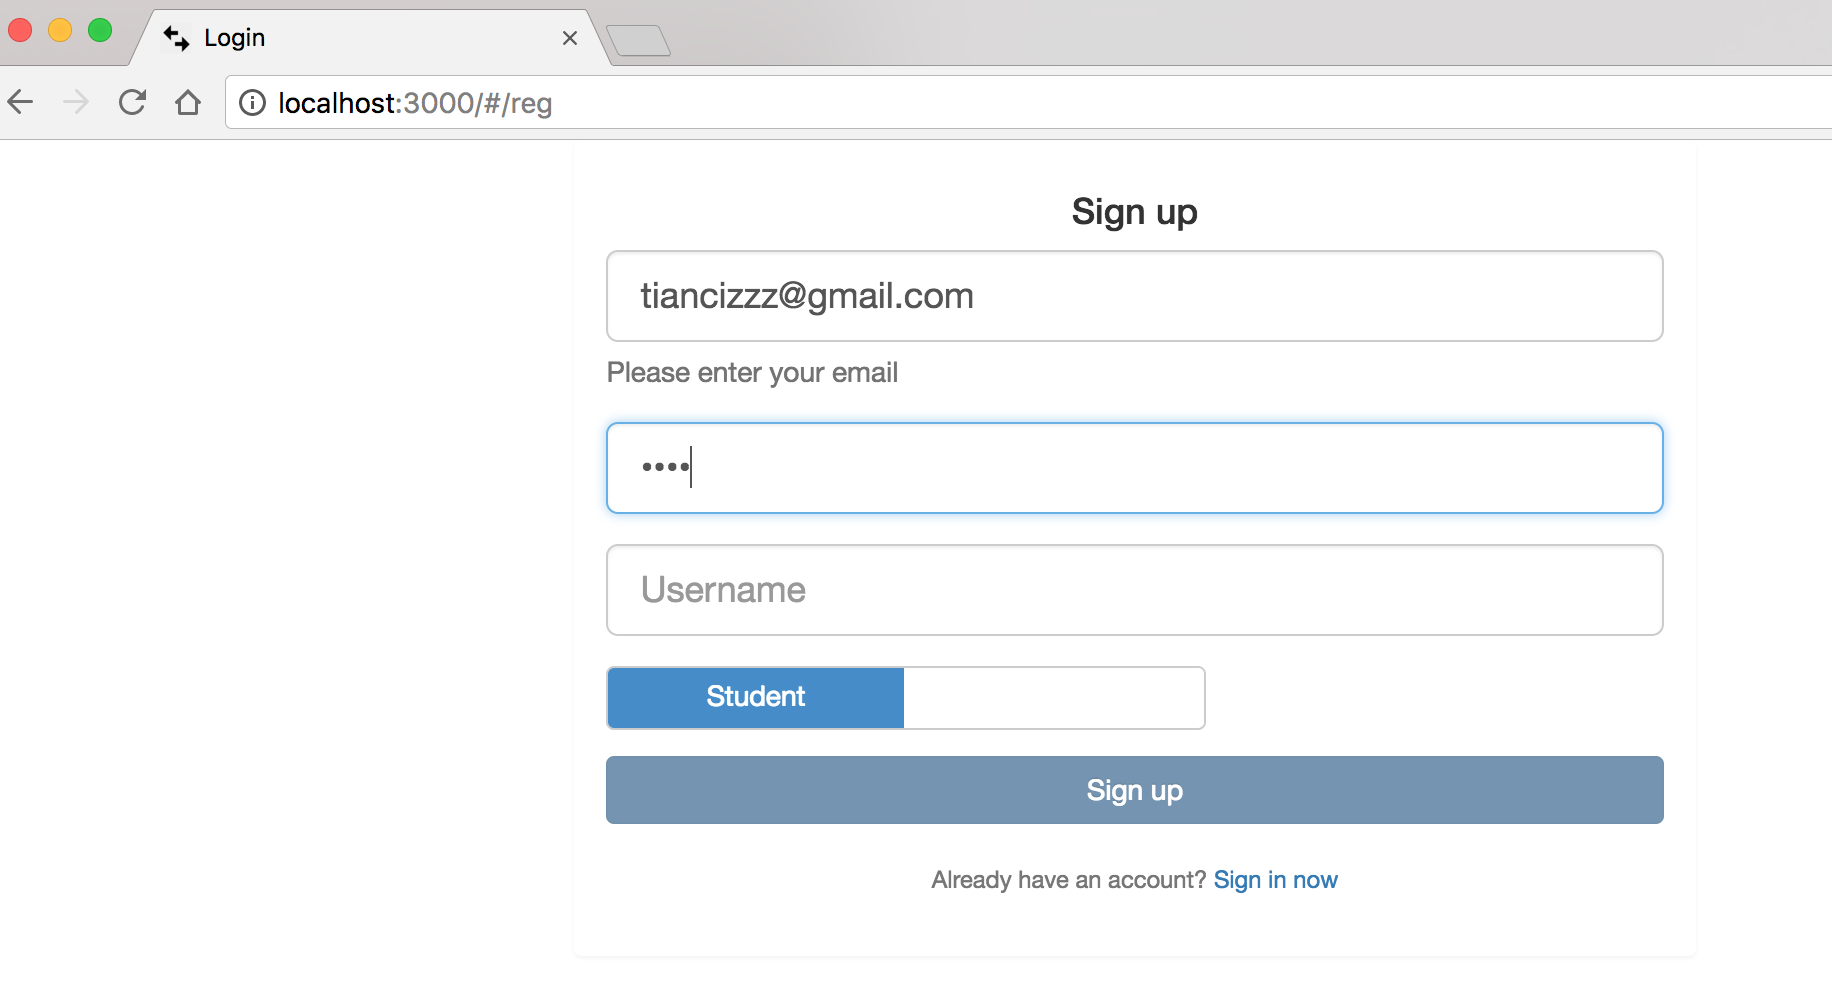 Login
localhost:3000/#/reg
Sign up
tiancizzz@gmail.com
Please enter your email
••••
Username
Student
Sign up
Already have an account? Sign in now